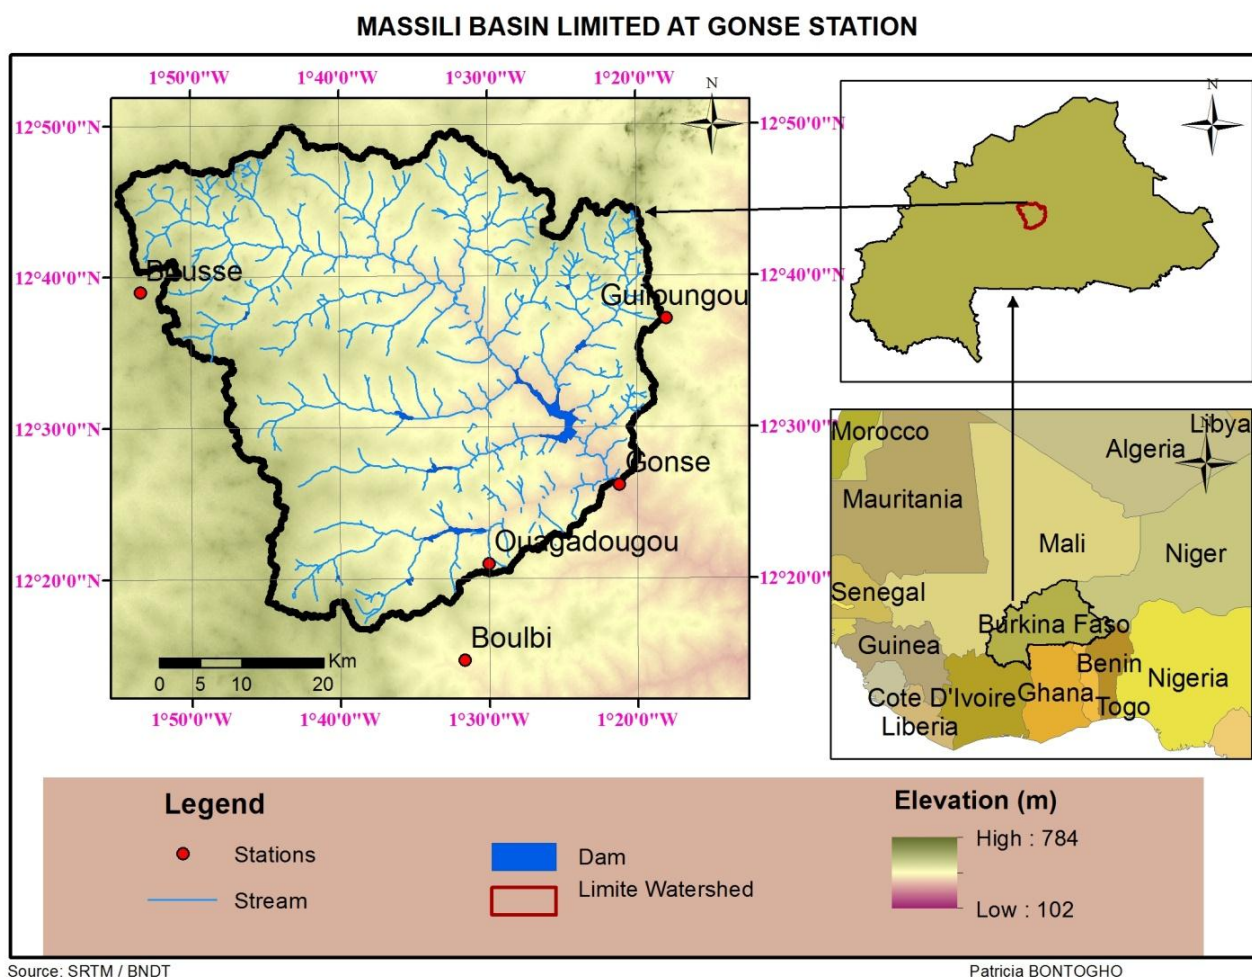 MASSILI BASIN LIMITED AT GONSE STATION
1°50'0"W 1°40'0"W 1°30'0"W 1°20'0"W
N
12°50'0"N
12°40'0"N
12°30'0"N
12°20'0"N
Bousse
Guiloungou
Gonse
Ouagadougou
Boulbi
Km
0 5 10 20
12°50'0"N
12°40'0"N
12°30'0"N
12°20'0"N
1°50'0"W 1°40'0"W 1°30'0"W 1°20'0"W
N
N
Morocco
Libya
Algeria
Mauritania
Mali
Niger
Senegal
Burkina Faso
Guinea
Benin
Nigeria
Cote D'Ivoire
Ghana
Togo
Liberia
Legend
Stations
Stream
Dam
Limite Watershed
Elevation (m)
High : 784
Low : 102
Source: SRTM / BNDT
Patricia BONTOGHO